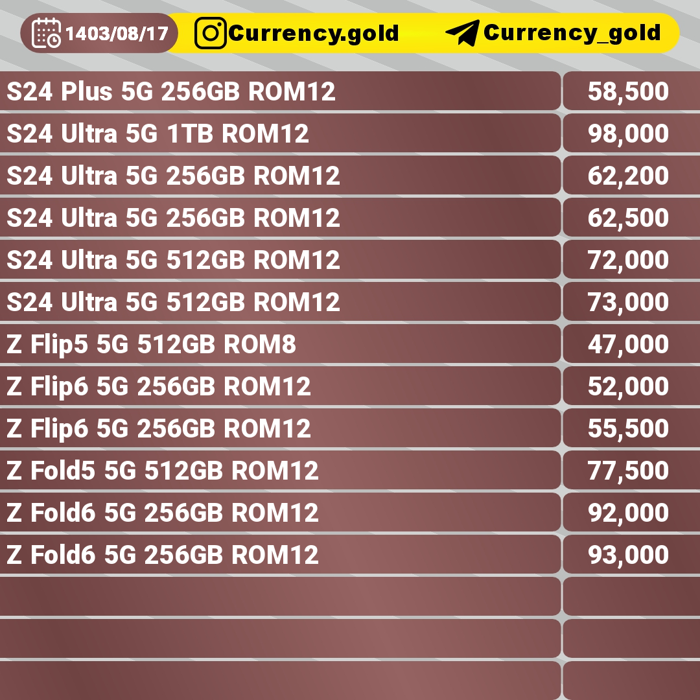 1403/08/17 Currency.gold Currency_gold
S24 Plus 5G 256GB ROM12 58,500
S24 Ultra 5G 1TB ROM12 98,000
S24 Ultra 5G 256GB ROM12 62,200
S24 Ultra 5G 256GB ROM12 62,500
S24 Ultra 5G 512GB ROM12 72,000
S24 Ultra 5G 512GB ROM12 73,000
Z Flip5 5G 512GB ROM8 47,000
Z Flip6 5G 256GB ROM12 52,000
Z Flip6 5G 256GB ROM12 55,500
Z Fold5 5G 512GB ROM12 77,500
Z Fold6 5G 256GB ROM12 92,000
Z Fold6 5G 256GB ROM12 93,000